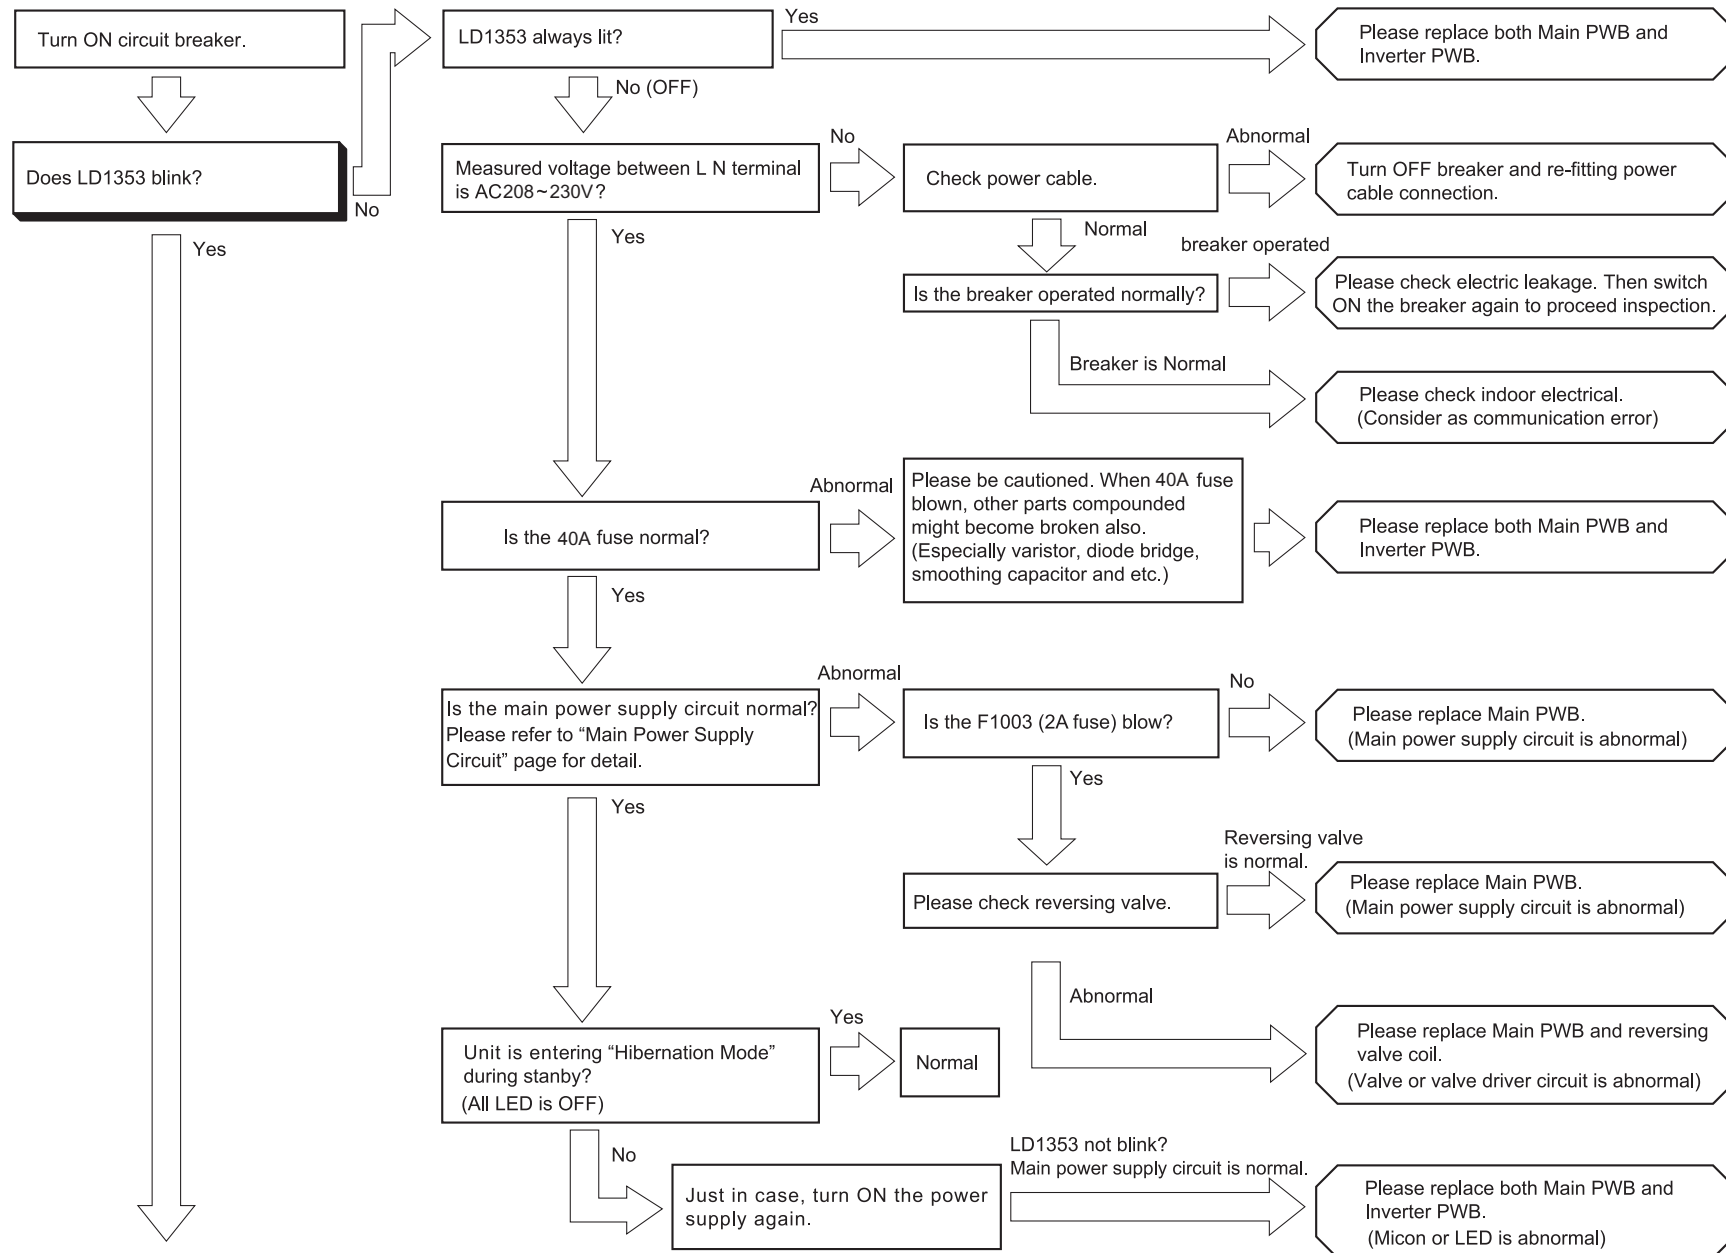 Turn ON circuit breaker.
LD1353 always lit?
Yes
Please replace both Main PWB and
Inverter PWB.
No (OFF)
Does LD1353 blink?
No
Measured voltage between L N terminal
is AC208~230V?
No
Check power cable.
Abnormal
Turn OFF breaker and re-fitting power
cable connection.
Yes
Yes
Normal
Is the breaker operated normally?
breaker operated
Please check electric leakage. Then switch
ON the breaker again to proceed inspection.
Breaker is Normal
Please check indoor electrical.
(Consider as communication error)
Is the 40A fuse normal?
Abnormal
Please be cautioned. When 40A fuse
blown, other parts compounded
might become broken also.
(Especially varistor, diode bridge,
smoothing capacitor and etc.)
Please replace both Main PWB and
Inverter PWB.
Yes
Is the main power supply circuit normal?
Please refer to “Main Power Supply
Circuit” page for detail.
Abnormal
Is the F1003 (2A fuse) blow?
No
Please replace Main PWB.
(Main power supply circuit is abnormal)
Yes
Yes
Please check reversing valve.
Reversing valve
is normal.
Please replace Main PWB.
(Main power supply circuit is abnormal)
Abnormal
Please replace Main PWB and reversing
valve coil.
(Valve or valve driver circuit is abnormal)
Unit is entering “Hibernation Mode”
during stanby?
(All LED is OFF)
Yes
Normal
No
Just in case, turn ON the power
supply again.
LD1353 not blink?
Main power supply circuit is normal.
Please replace both Main PWB and
Inverter PWB.
(Micon or LED is abnormal)